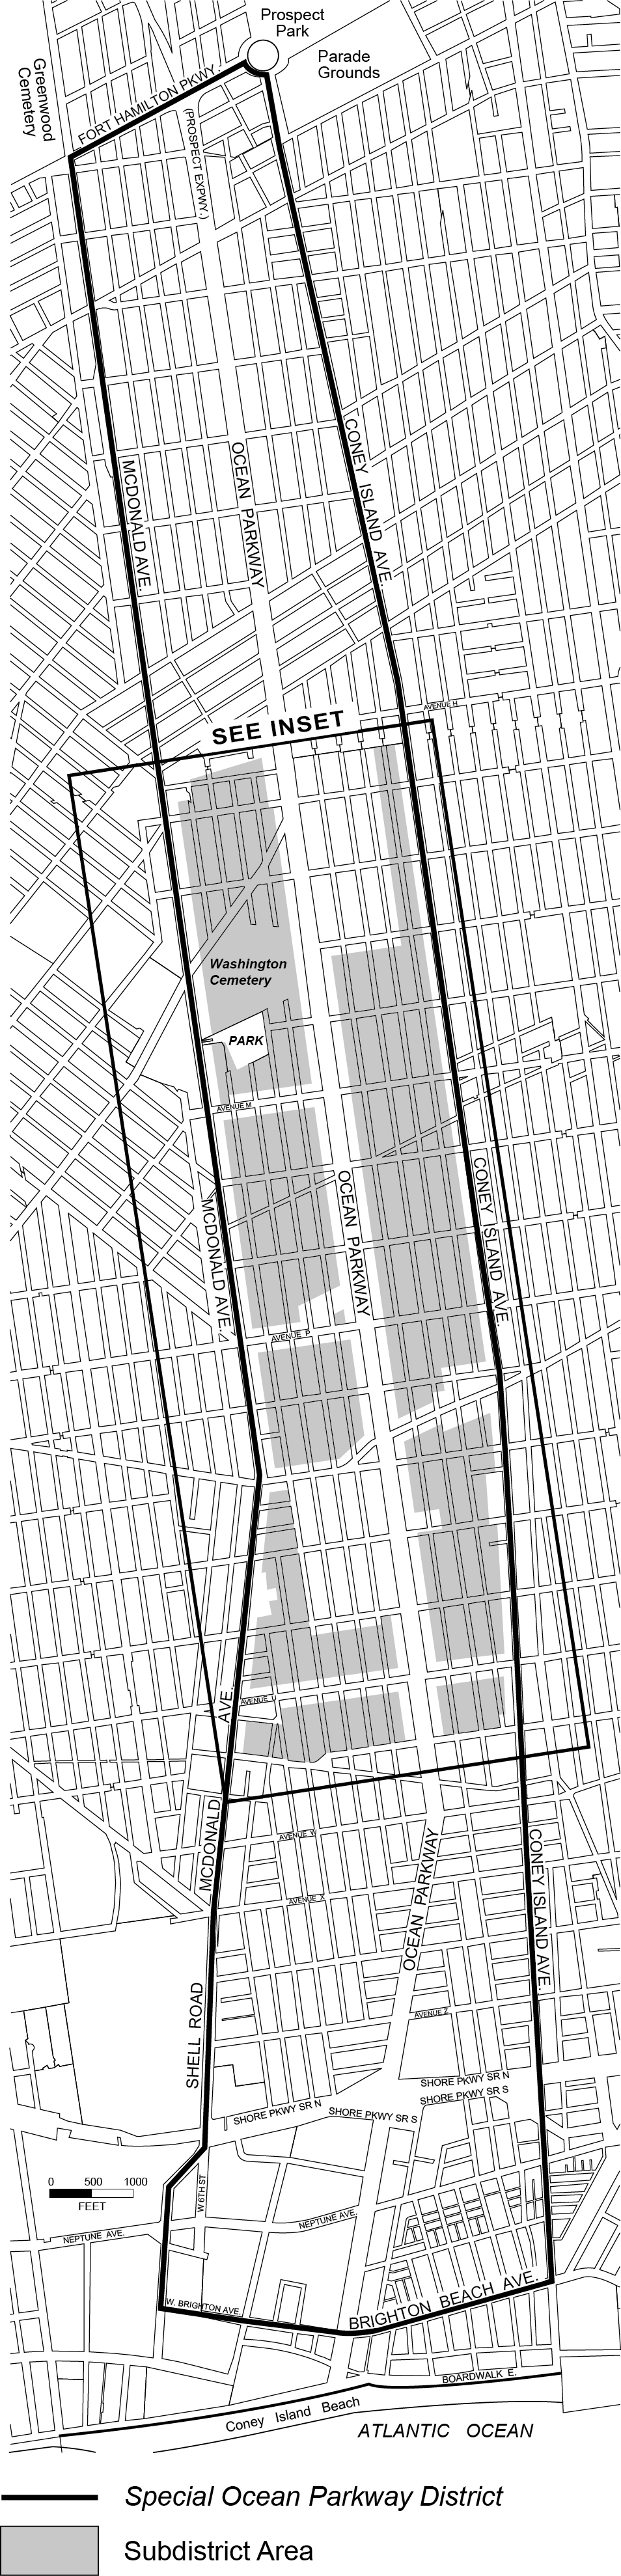 Prospect
Park
Parade
Grounds
Greenwood
Cemetery
FORT HAMILTON PKWY.
(PROSPECT EXPWY.)
CONEY ISLAND AVE.
OCEAN PARKWAY
MCDONALD AVE.
AVENUE H
SEE INSET
Washington
Cemetery
PARK
AVENUE M
CONEY ISLAND AVE.
OCEAN PARKWAY
MCDONALD AVE.
AVENUE P
AVENUE U
MCDONALD AVE.
AVENUE W
CONEY ISLAND AVE.
OCEAN PARKWAY
AVENUE X
SHELL ROAD
AVENUE Z
SHORE PKWY SR N
SHORE PKWY SR S
SHORE PKWY SR N
SHORE PKWY SR S
0 500 1000
FEET
W 6TH ST
NEPTUNE AVE.
NEPTUNE AVE.
W. BRIGHTON AVE.
BRIGHTON BEACH AVE.
BOARDWALK E.
Coney Island Beach
ATLANTIC OCEAN
Special Ocean Parkway District
Subdistrict Area